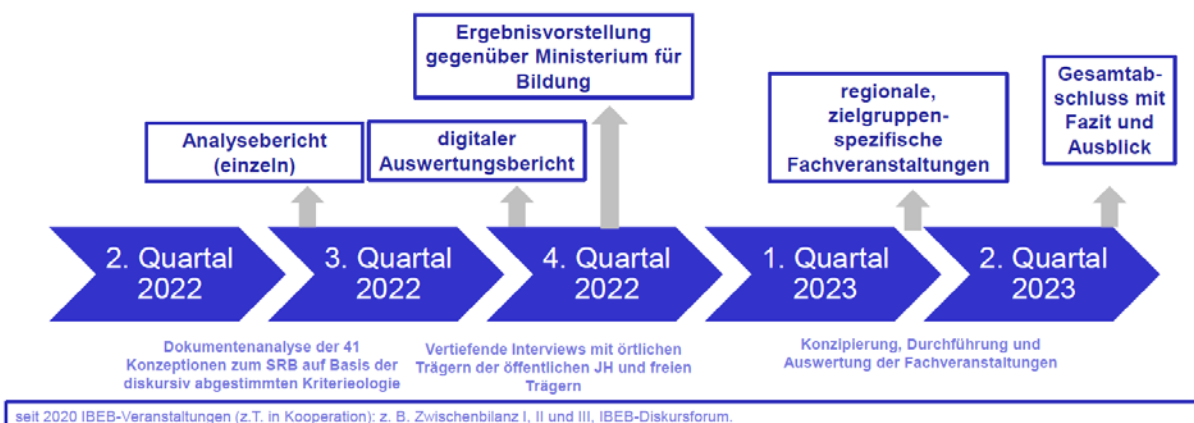 Ergebnisvorstellung
gegenüber Ministerium für
Bildung
Gesamtab-
schluss mit
Fazit und
Ausblick
regionale,
zielgruppen-
spezifische
Fachveranstaltungen
Analysebericht
(einzeln)
digitaler
Auswertungsbericht
2. Quartal
2022
3. Quartal
2022
4. Quartal
2022
1. Quartal
2023
2. Quartal
2023
Dokumentenanalyse der 41
Konzeptionen zum SRB auf Basis der
diskursiv abgestimmten Kriterieologie
Vertiefende Interviews mit örtlichen
Trägern der öffentlichen JH und freien
Trägern
Konzipierung, Durchführung und
Auswertung der Fachveranstaltungen
seit 2020 IBEB-Veranstaltungen (z.T. in Kooperation): z. B. Zwischenbilanz I, II und III, IBEB-Diskursforum.